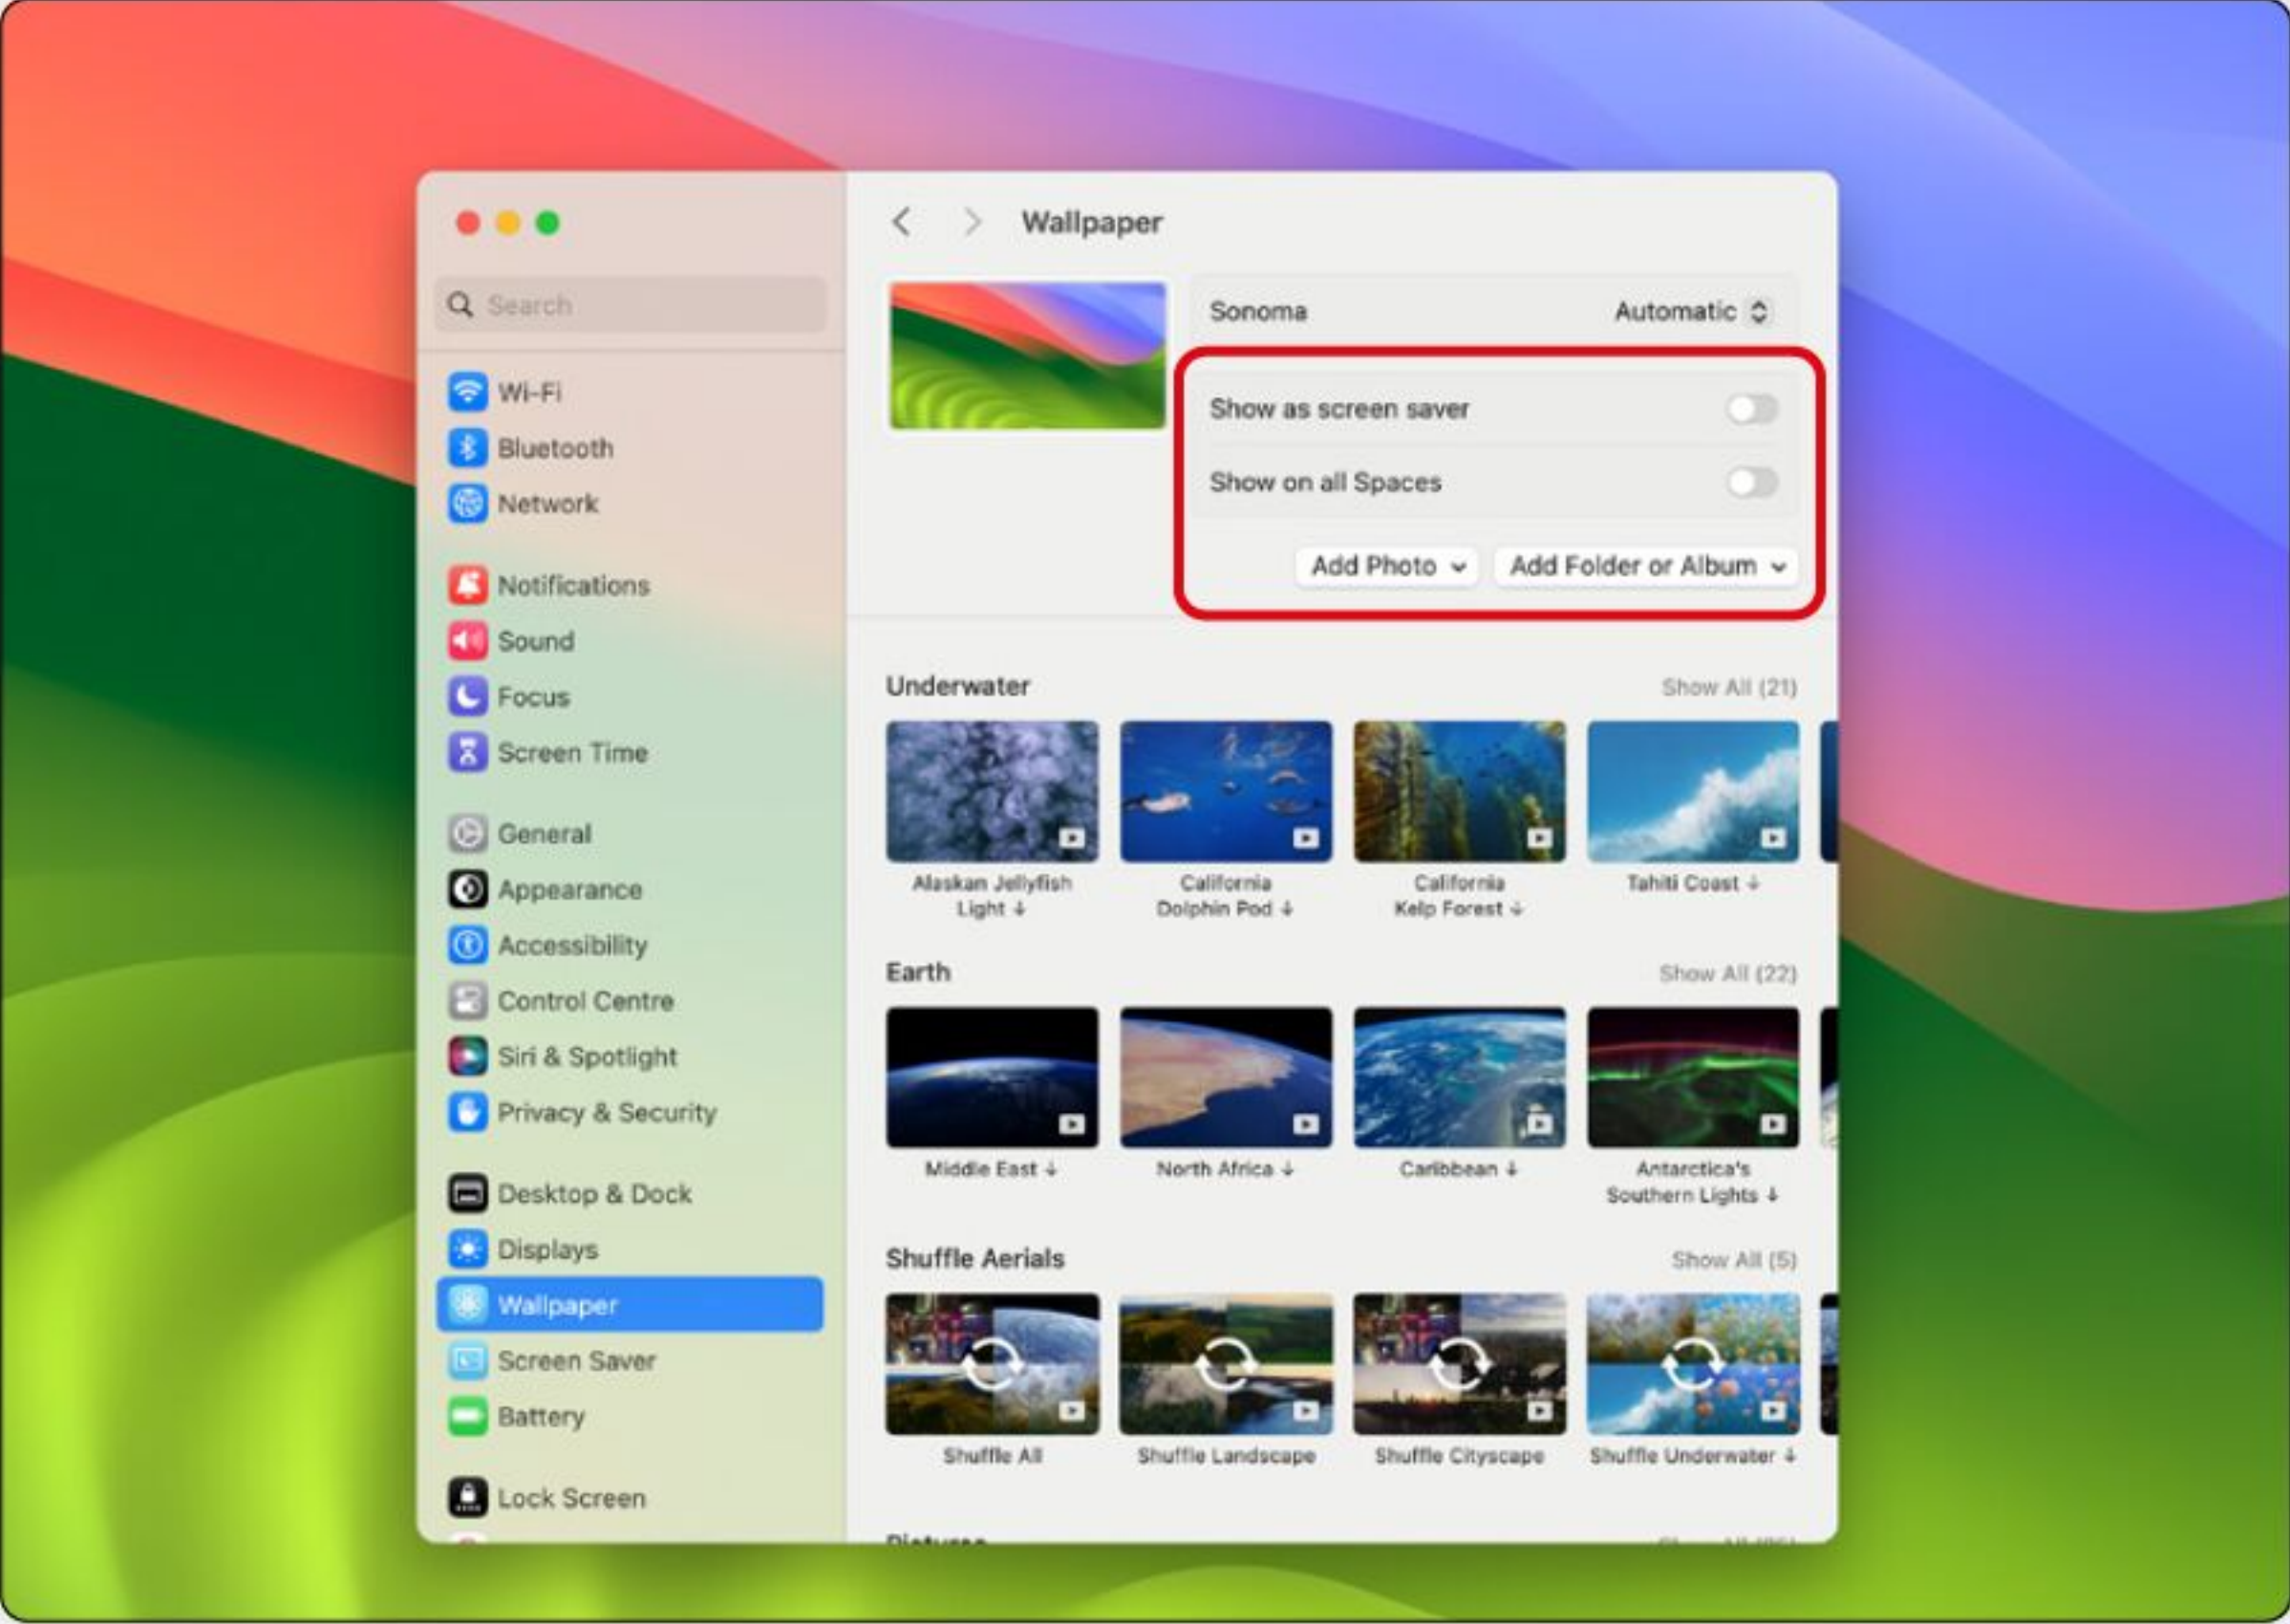 Search
Wi-Fi
Bluetooth
Network
Notifications
Sound
Focus
Screen Time
General
Appearance
Accessibility
Control Centre
Siri & Spotlight
Privacy & Security
Desktop & Dock
Displays
Wallpaper
Screen Saver
Battery
Lock Screen
Wallpaper
Sonoma Automatic
Show as screen saver
Show on all Spaces
Add Photo Add Folder or Album
Underwater Show All (21)
Alaskan Jellyfish
Light ↓
California
Dolphin Pod ↓
California
Kelp Forest ↓
Tahiti Coast ↓
Earth Show All (22)
Middle East ↓
North Africa ↓
Caribbean ↓
Antarctica's
Southern Lights ↓
Shuffle Aerials Show All (5)
Shuffle All
Shuffle Landscape
Shuffle Cityscape
Shuffle Underwater ↓
Pictures